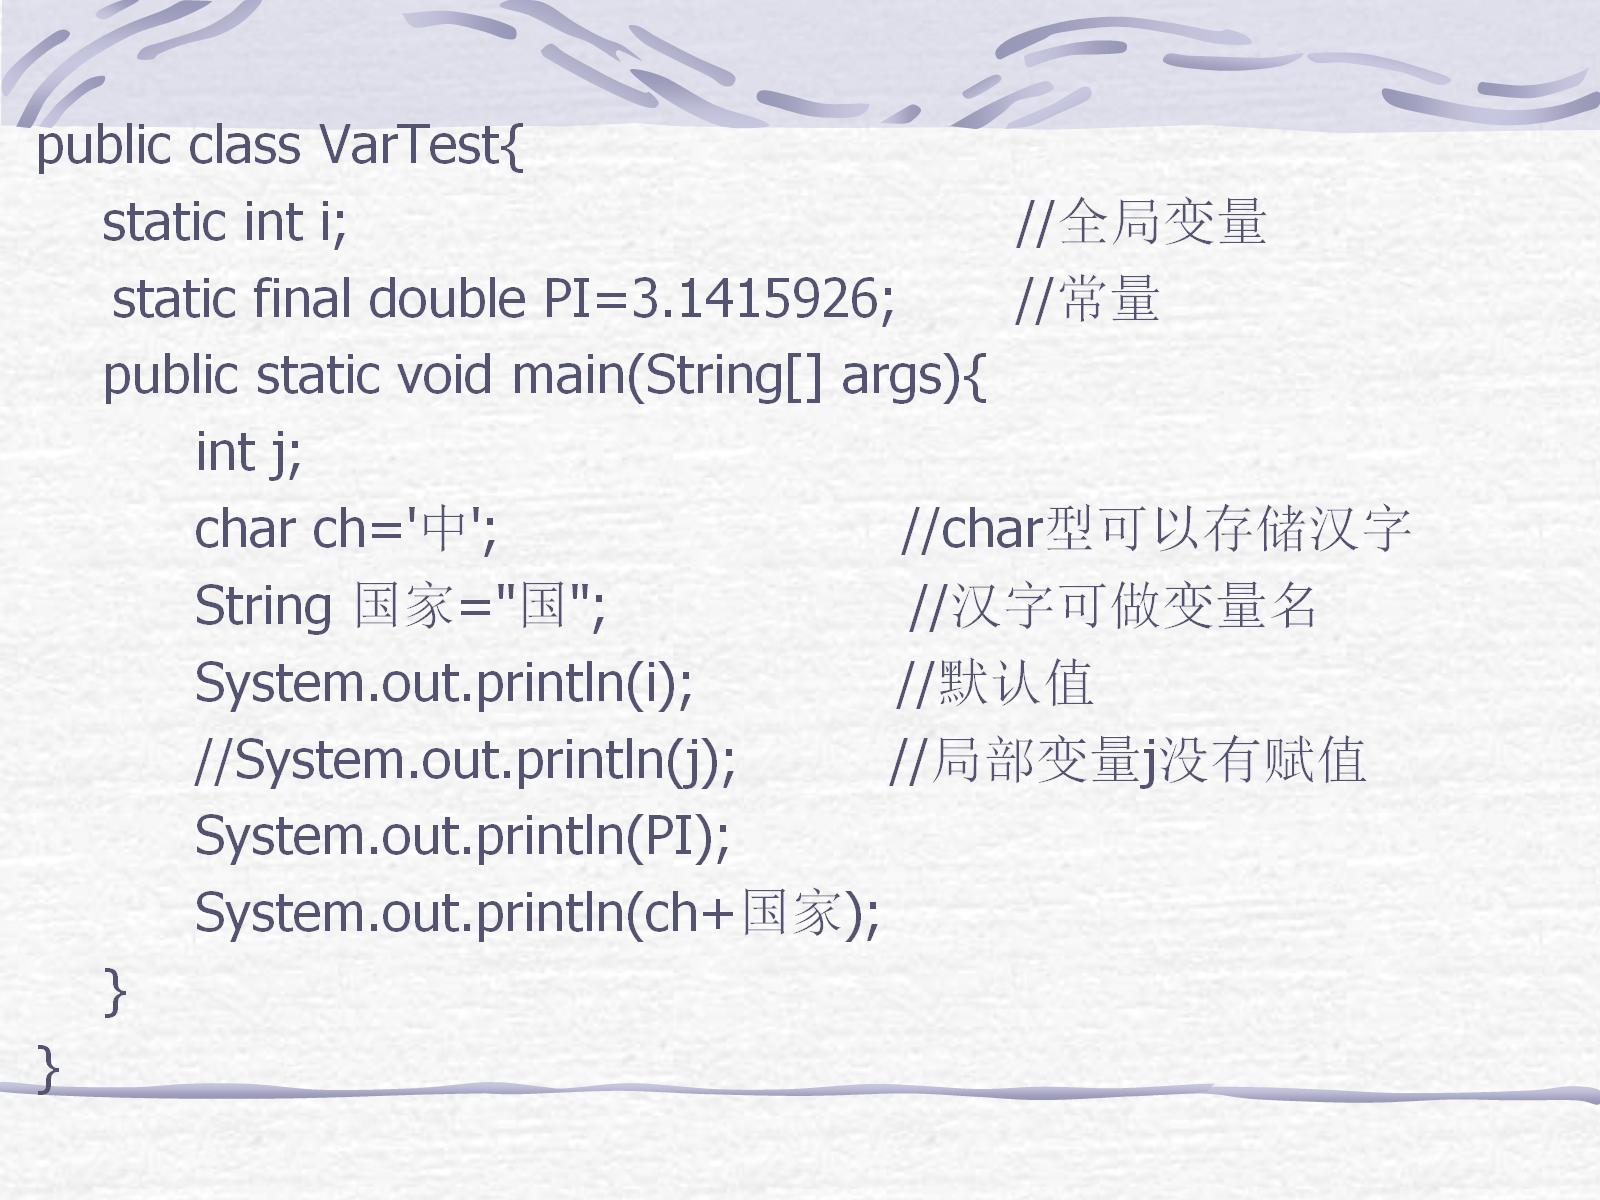 public class VarTest{
static int i; //全局变量
static final double PI=3.1415926; //常量
public static void main(String[] args){
int j;
char ch='中'; //char型可以存储汉字
String 国家="国"; //汉字可做变量名
System.out.println(i); //默认值
//System.out.println(j); //局部变量j没有赋值
System.out.println(PI);
System.out.println(ch+国家);
}
}